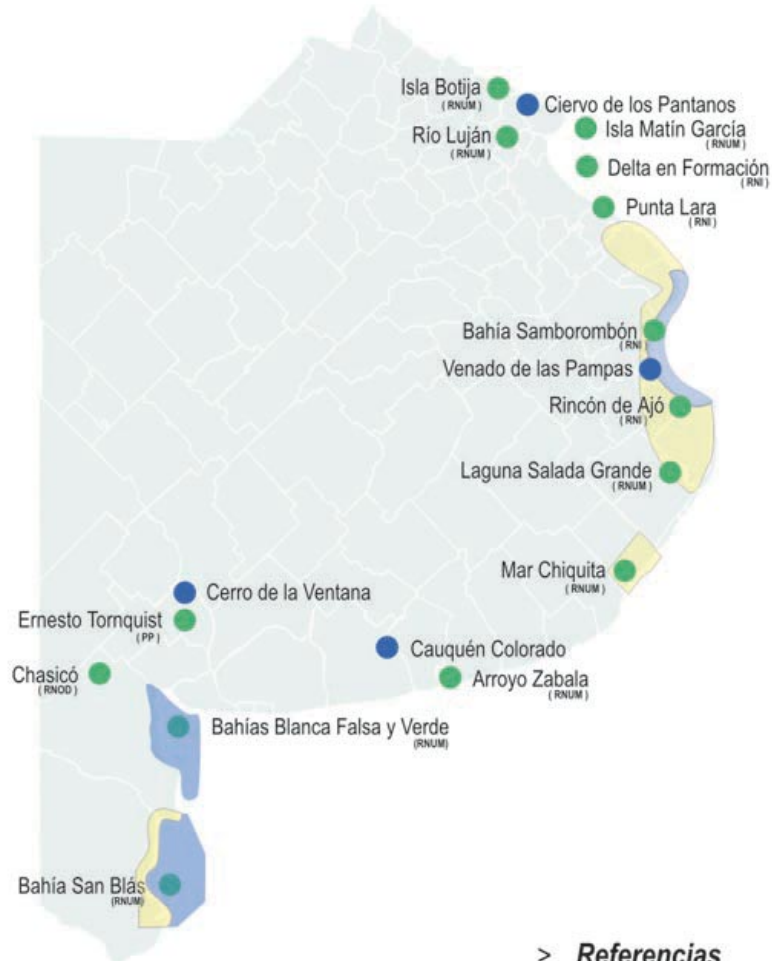 Isla Botija
(RNUM)
Ciervo de los Pantanos
Isla Matín García
(RNUM)
Río Luján
(RNUM)
Delta en Formación
(RNI)
Punta Lara
(RNI)
Bahía Samborombón
(RNI)
Venado de las Pampas
Rincón de Ajó
(RNI)
Laguna Salada Grande
(RNUM)
Mar Chiquita
(RNUM)
Cerro de la Ventana
Ernesto Tornquist
(PP)
Cauquén Colorado
Chasicó
(RNOD)
Arroyo Zabala
(RNUM)
Bahías Blanca Falsa y Verde
(RNUM)
Bahía San Blás
(RNUM)
> Referencias